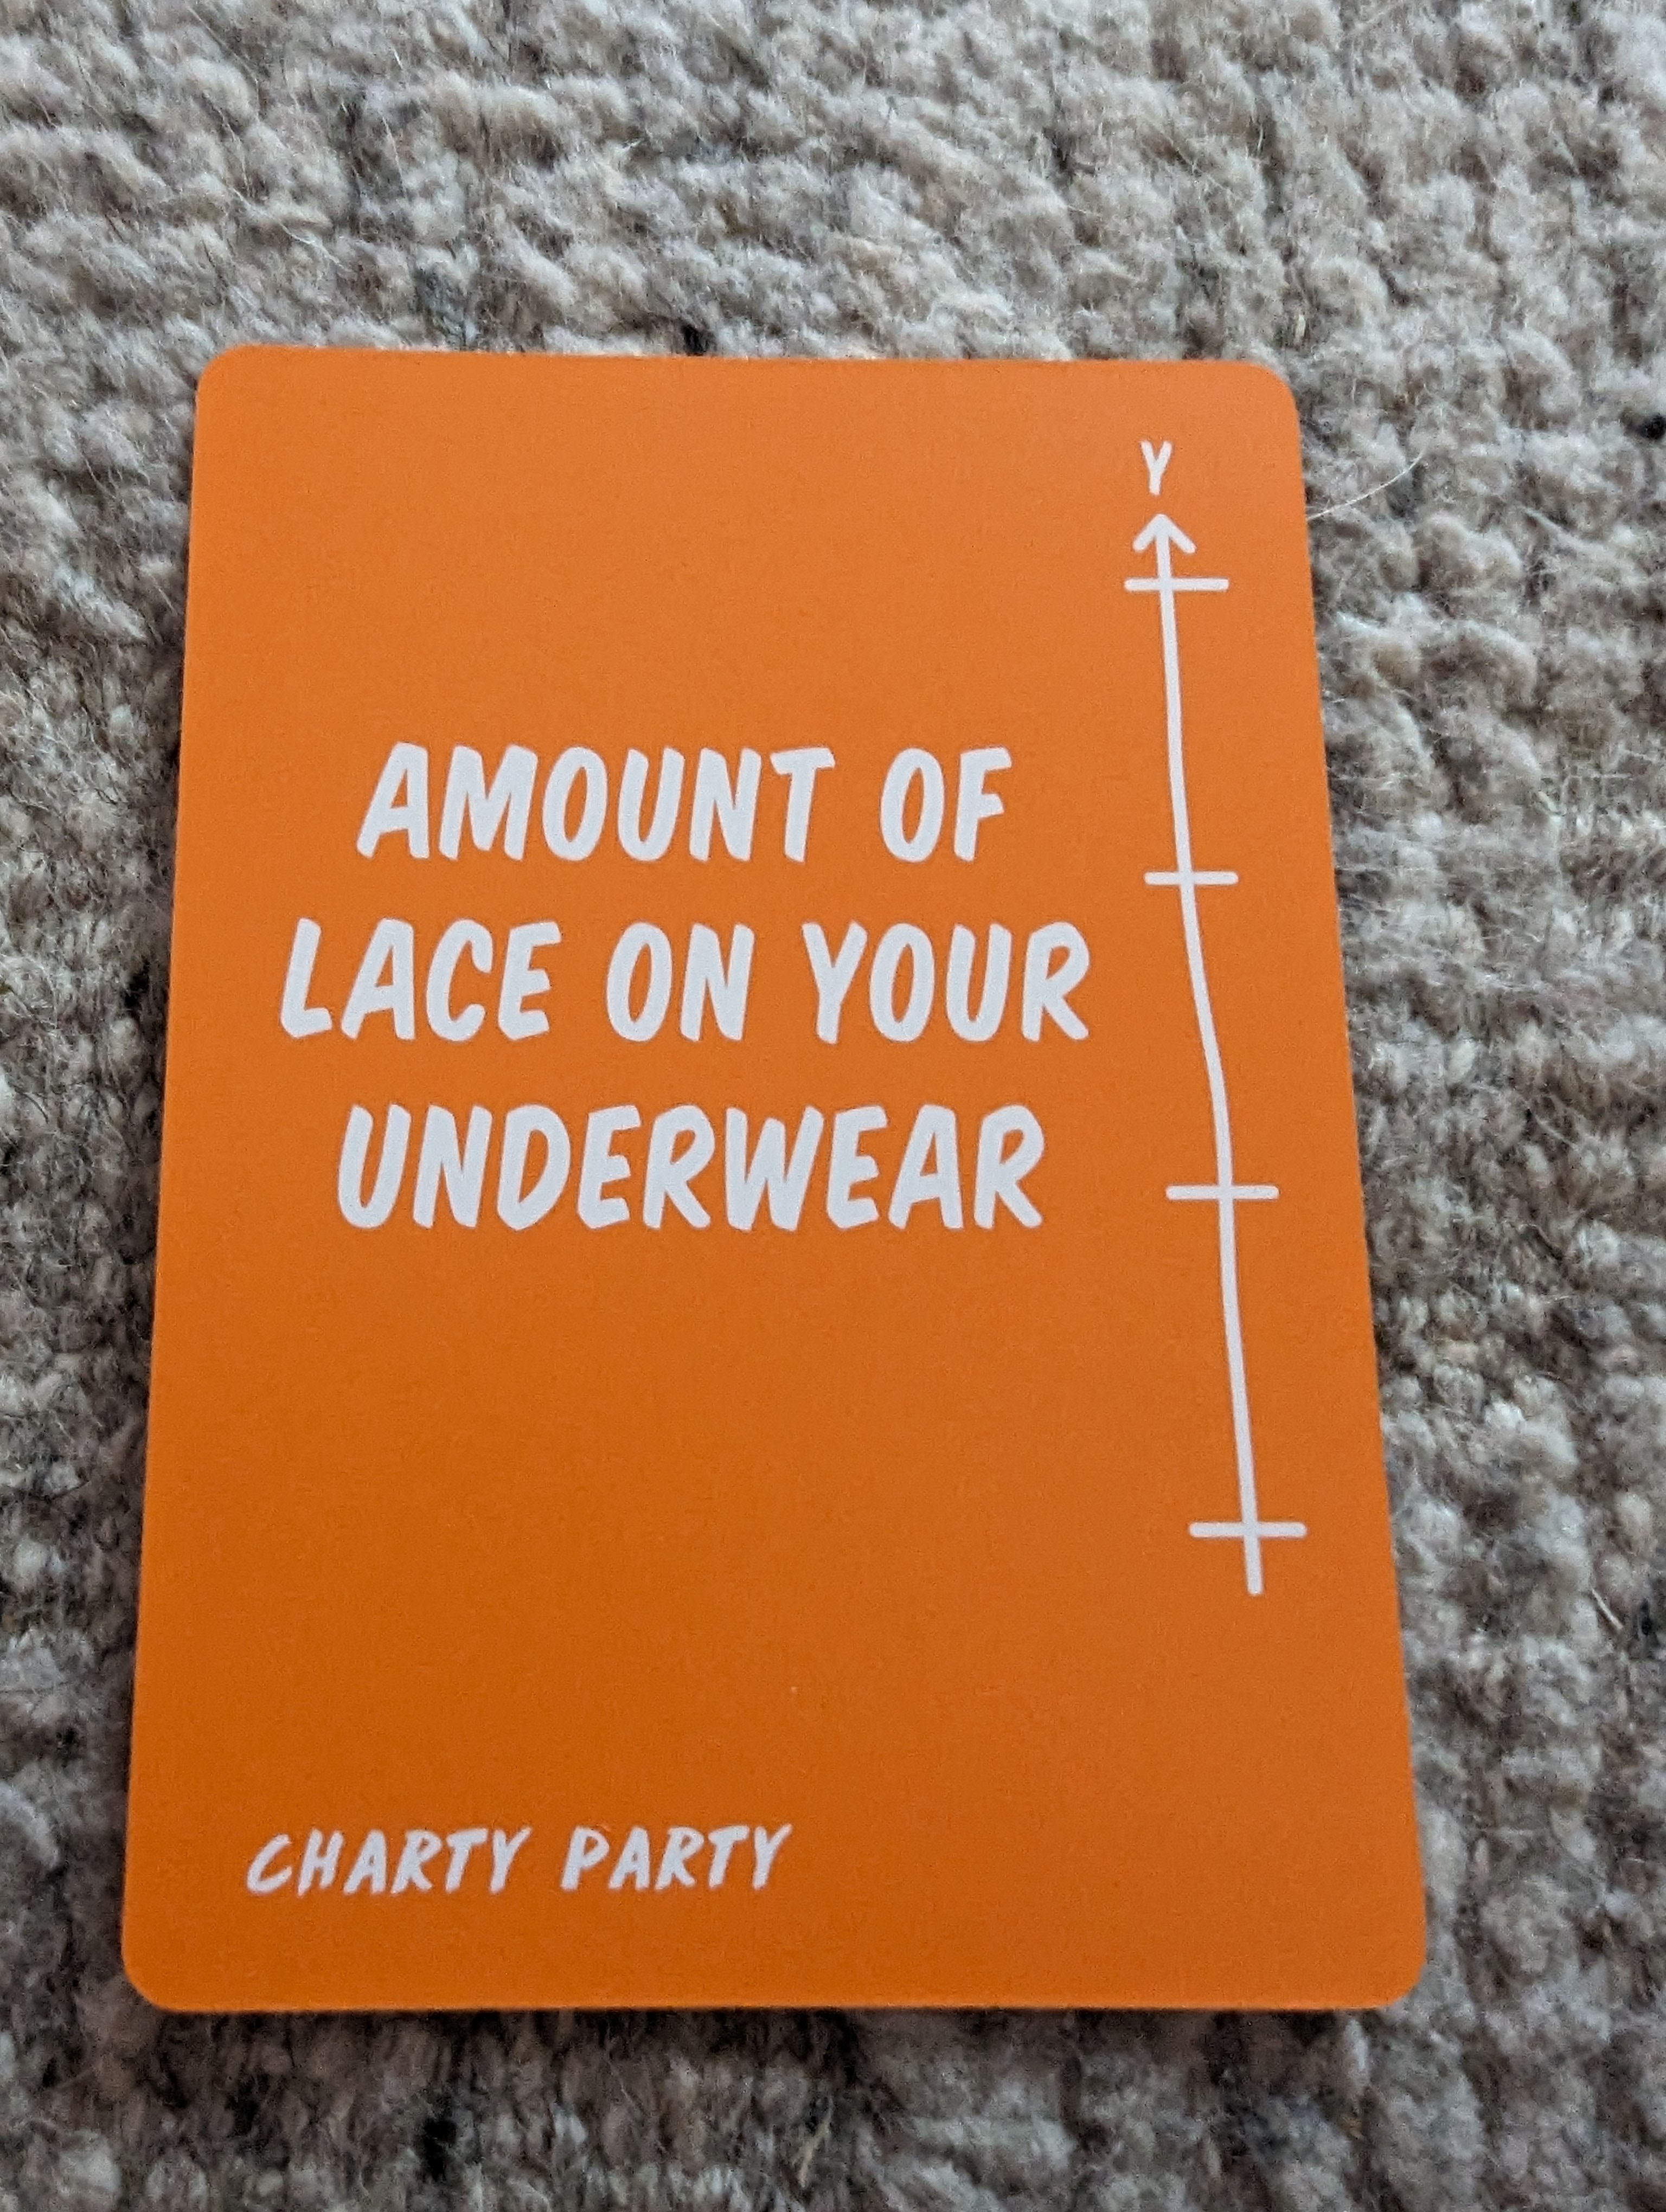 Y
AMOUNT OF
LACE ON YOUR
UNDERWEAR
CHARTY PARTY